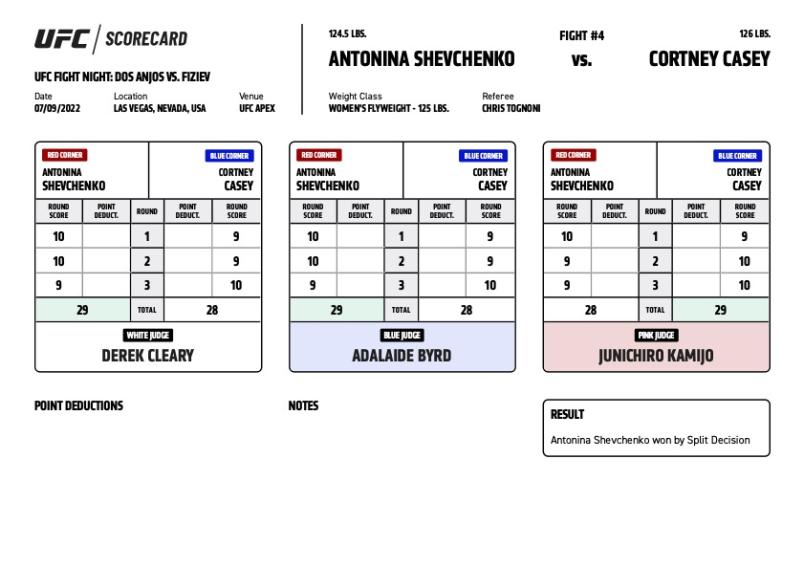 UFC / SCORECARD
UFC FIGHT NIGHT: DOS ANJOS VS. FIZIEV
Date Location Venue
07/09/2022 LAS VEGAS, NEVADA, USA UFC APEX
124.5 LBS. FIGHT #4 126 LBS.
ANTONINA SHEVCHENKO VS. CORTNEY CASEY
Weight Class Referee
WOMEN'S FLYWEIGHT - 125 LBS. CHRIS TOGNONI
RED CORNER BLUE CORNER
ANTONINA CORTNEY
SHEVCHENKO CASEY
ROUND POINT ROUND POINT ROUND
SCORE DEDUCT. DEDUCT. SCORE
10 1 9
10 2 9
9 3 10
29 TOTAL 28
WHITE JUDGE
DEREK CLEARY
RED CORNER BLUE CORNER
ANTONINA CORTNEY
SHEVCHENKO CASEY
ROUND POINT ROUND POINT ROUND
SCORE DEDUCT. DEDUCT. SCORE
10 1 9
10 2 9
9 3 10
29 TOTAL 28
BLUE JUDGE
ADALAIDE BYRD
RED CORNER BLUE CORNER
ANTONINA CORTNEY
SHEVCHENKO CASEY
ROUND POINT ROUND POINT ROUND
SCORE DEDUCT. DEDUCT. SCORE
10 1 9
9 2 10
9 3 10
28 TOTAL 29
PINK JUDGE
JUNICHIRO KAMIJO
POINT DEDUCTIONS
NOTES
RESULT
Antonina Shevchenko won by Split Decision